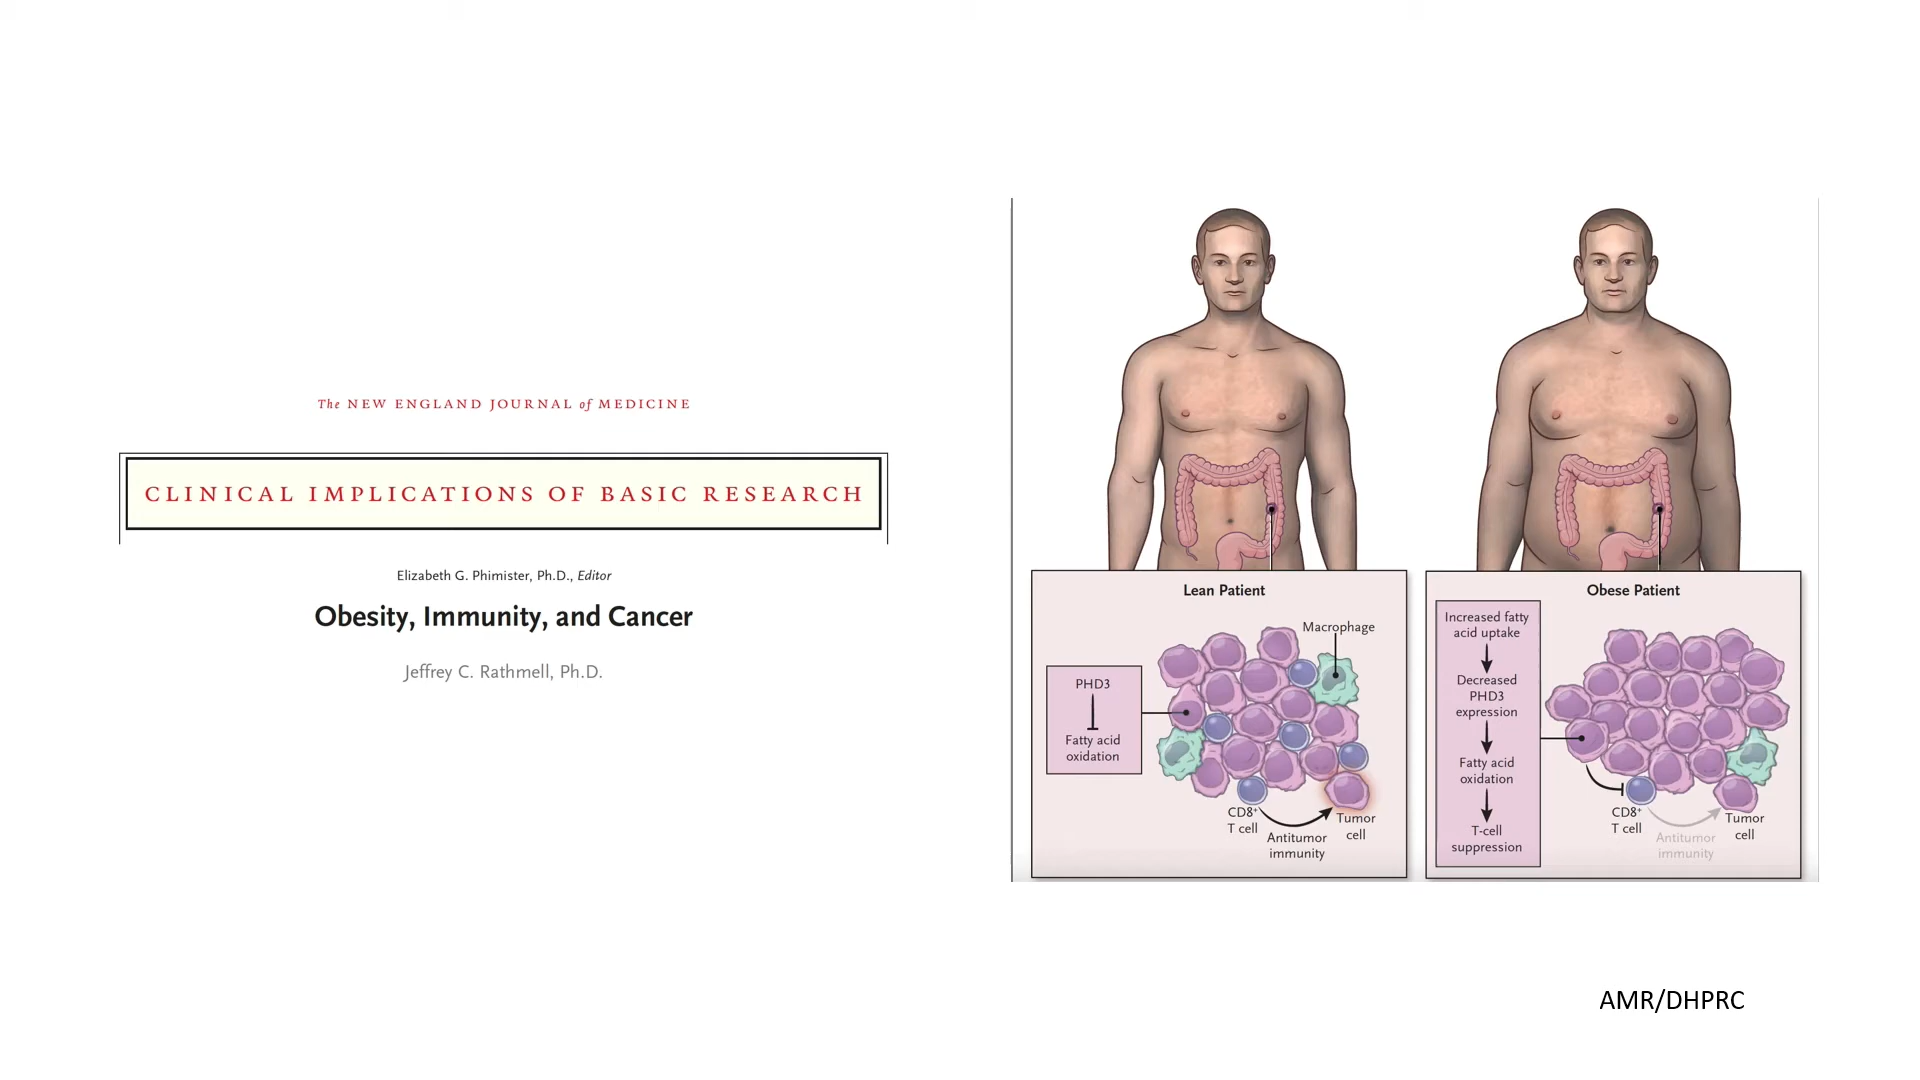 The NEW ENGLAND JOURNAL of MEDICINE
CLINICAL IMPLICATIONS OF BASIC RESEARCH
Elizabeth G. Phimister, Ph.D., Editor
Obesity, Immunity, and Cancer
Jeffrey C. Rathmell, Ph.D.
Lean Patient
Macrophage
PHD3
Fatty acid
oxidation
CD8+
T cell
Antitumor
immunity
Tumor
cell
Obese Patient
Increased fatty
acid uptake
Decreased
PHD3
expression
Fatty acid
oxidation
T-cell
suppression
CD8+
T cell
Antitumor
immunity
Tumor
cell
AMR/DHPRC